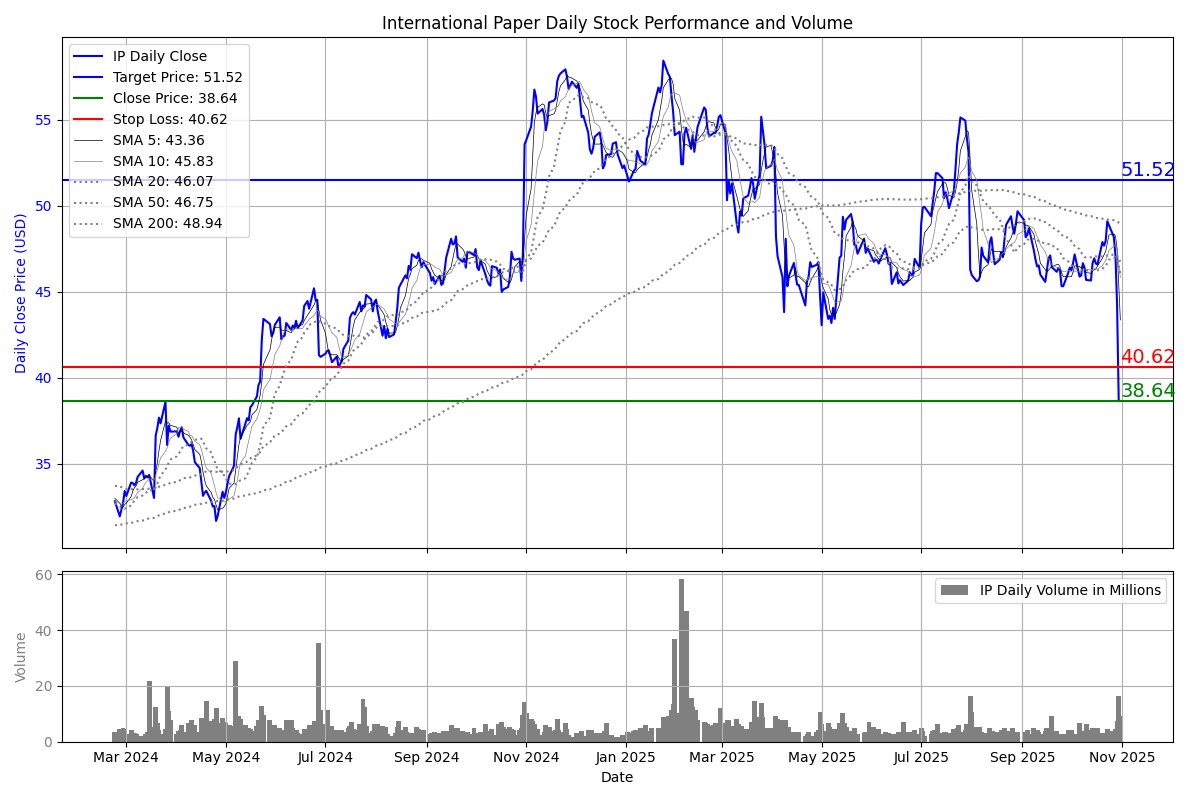 International Paper Daily Stock Performance and Volume
IP Daily Close
Target Price: 51.52
Close Price: 38.64
Stop Loss: 40.62
SMA 5: 43.36
SMA 10: 45.83
SMA 20: 46.07
SMA 50: 46.75
SMA 200: 48.94
55
50
45
40
35
Daily Close Price (USD)
51.52
40.62
38.64
IP Daily Volume in Millions
60
40
20
0
Volume
Mar 2024 May 2024 Jul 2024 Sep 2024 Nov 2024 Jan 2025 Mar 2025 May 2025 Jul 2025 Sep 2025 Nov 2025
Date